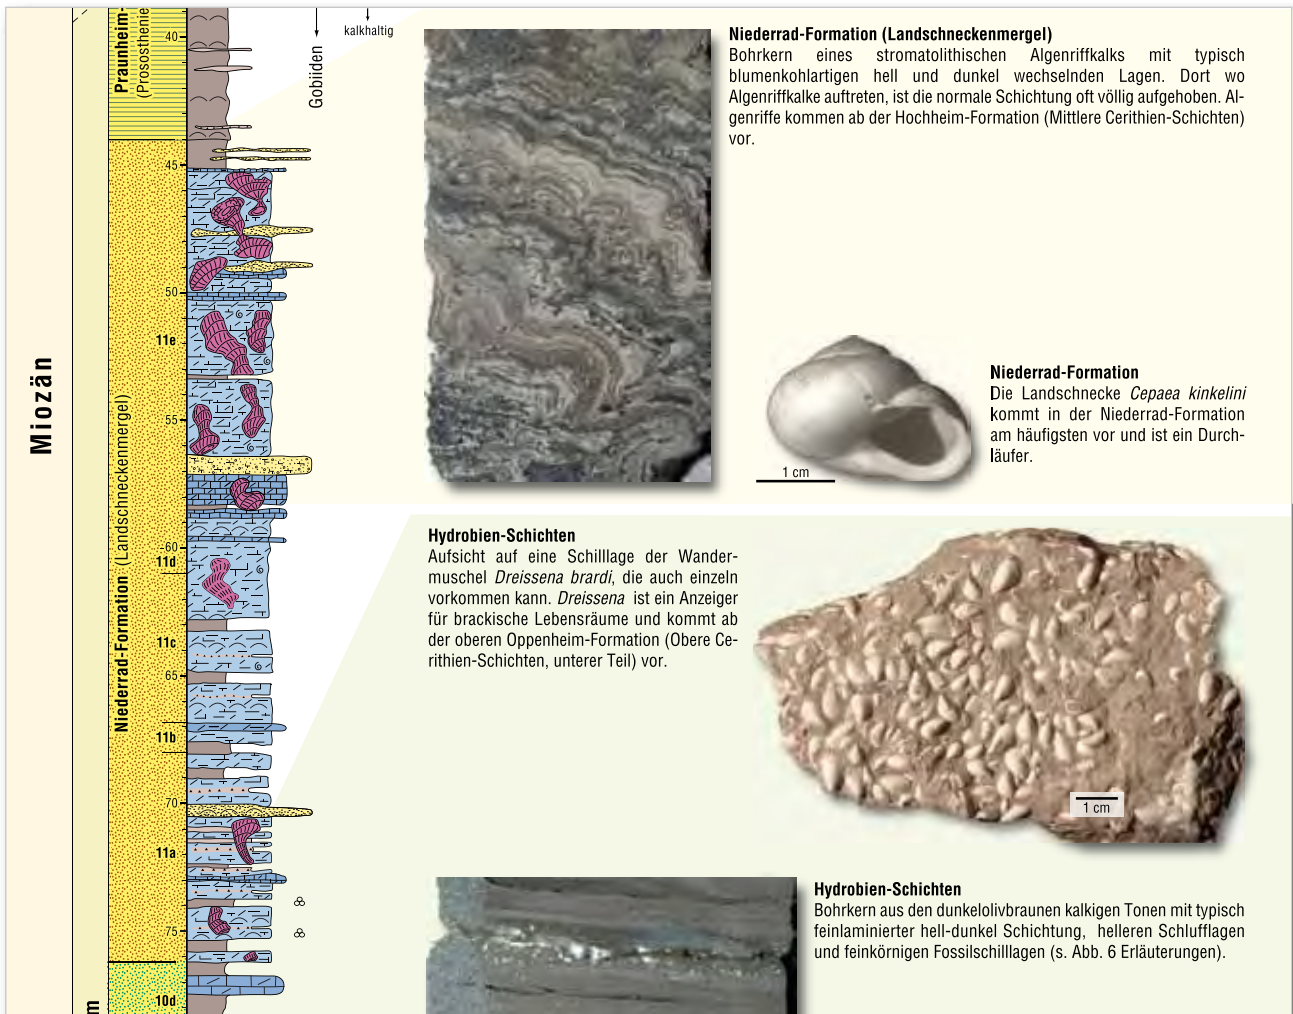 Miozän
Praunheim-
(Prososthenie
Niederrad-Formation (Landschneckenmergel)
m
40
45
50
11e
55
60
11d
11c
65
11b
70
11a
75
10d
Gobiiden
kalkhaltig
Niederrad-Formation (Landschneckenmergel)
Bohrkern eines stromatolithischen Algenriffkalks mit typisch
blumenkohlartigen hell und dunkel wechselnden Lagen. Dort wo
Algenriffkalke auftreten, ist die normale Schichtung oft völlig aufgehoben. Al-
genriffe kommen ab der Hochheim-Formation (Mittlere Cerithien-Schichten)
vor.
1 cm
Niederrad-Formation
Die Landschnecke Cepaea kinkelini
kommt in der Niederrad-Formation
am häufigsten vor und ist ein Durch-
läufer.
Hydrobien-Schichten
Aufsicht auf eine Schilllage der Wander-
muschel Dreissena brardi, die auch einzeln
vorkommen kann. Dreissena ist ein Anzeiger
für brackische Lebensräume und kommt ab
der oberen Oppenheim-Formation (Obere Ce-
rithien-Schichten, unterer Teil) vor.
1 cm
Hydrobien-Schichten
Bohrkern aus den dunkelolivbraunen kalkigen Tonen mit typisch
feinlaminierter hell-dunkel Schichtung, helleren Schlufflagen
und feinkörnigen Fossilschilllagen (s. Abb. 6 Erläuterungen).